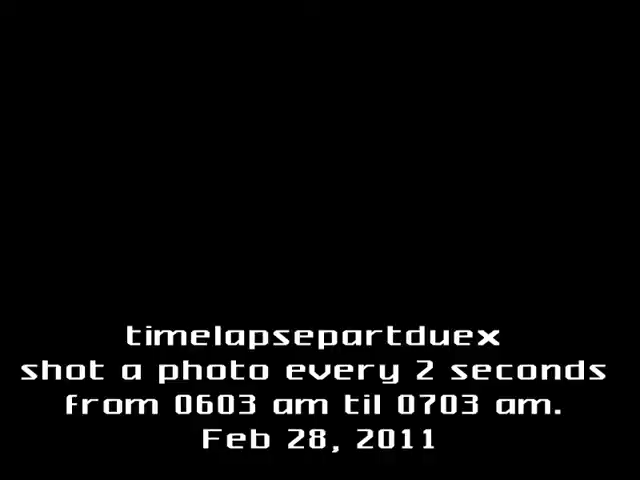 timelapsepartduex
shot a photo every 2 seconds
from 0603 am til 0703 am.
Feb 28, 2011